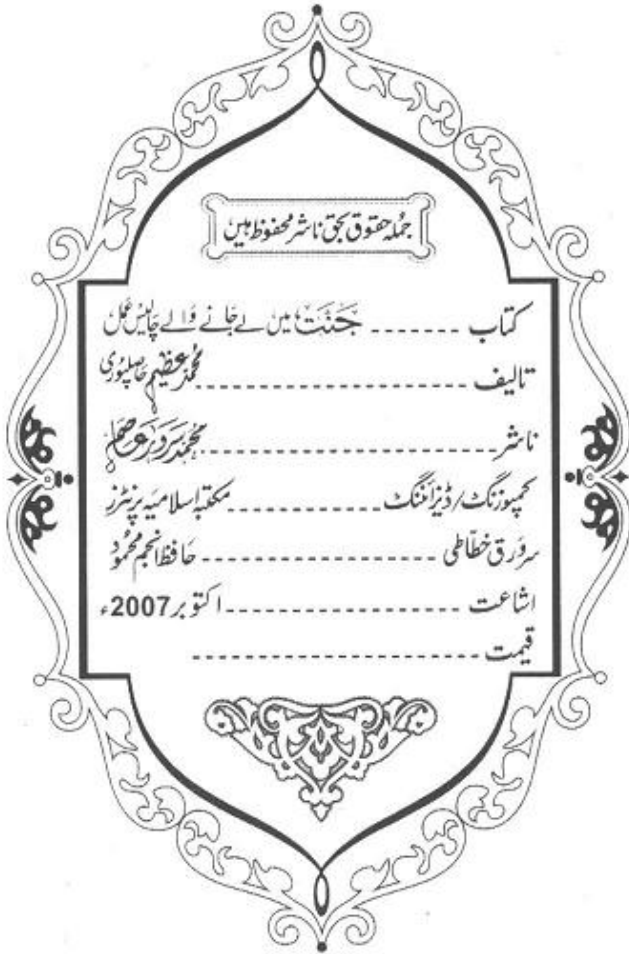 جملہ حقوق بحق ناشر محفوظ ہیں
کتاب ------- جنت میں لے جانے والے چالیس عمل
تالیف -------------------- محمد عظیم حاصلپوری
ناشر -------------------- محمد سرور عاصم
کمپوزنگ/ڈیزائننگ ---------- مکتبہ اسلامیہ پرنٹرز
سرورق خطاطی --------------- حافظ انجم محمود
اشاعت ------------------- اکتوبر 2007ء
قیمت --------------------